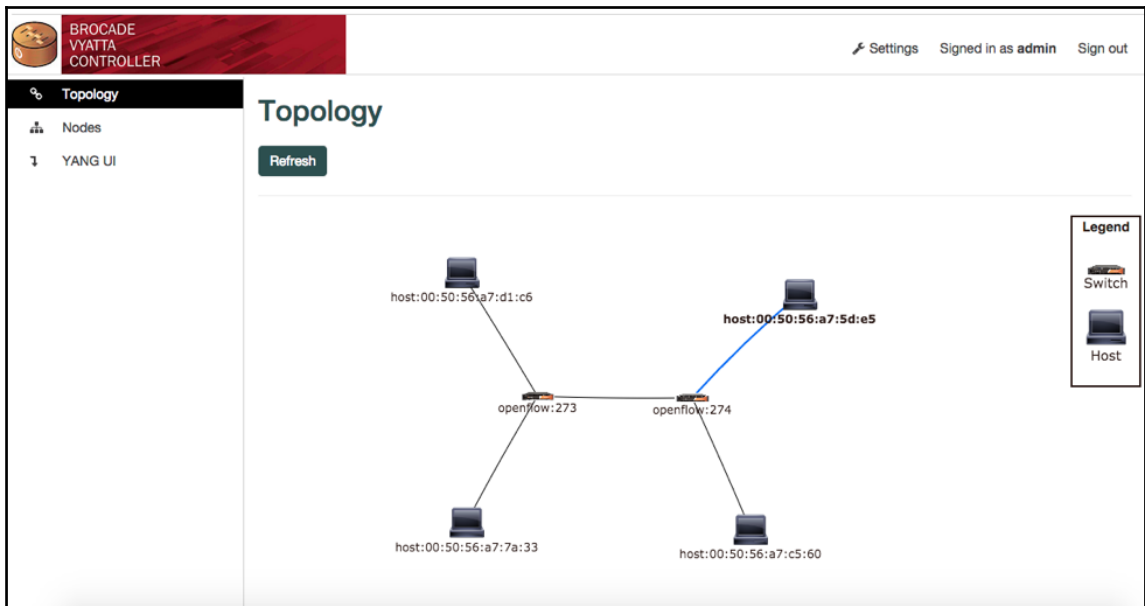 BROCADE
VYATTA
CONTROLLER
Settings Signed in as admin Sign out
Topology
Nodes
YANG UI
Topology
Refresh
Legend
Switch
Host
host:00:50:56:a7:d1:c6
host:00:50:56:a7:5d:e5
openflow:273
openflow:274
host:00:50:56:a7:7a:33
host:00:50:56:a7:c5:60